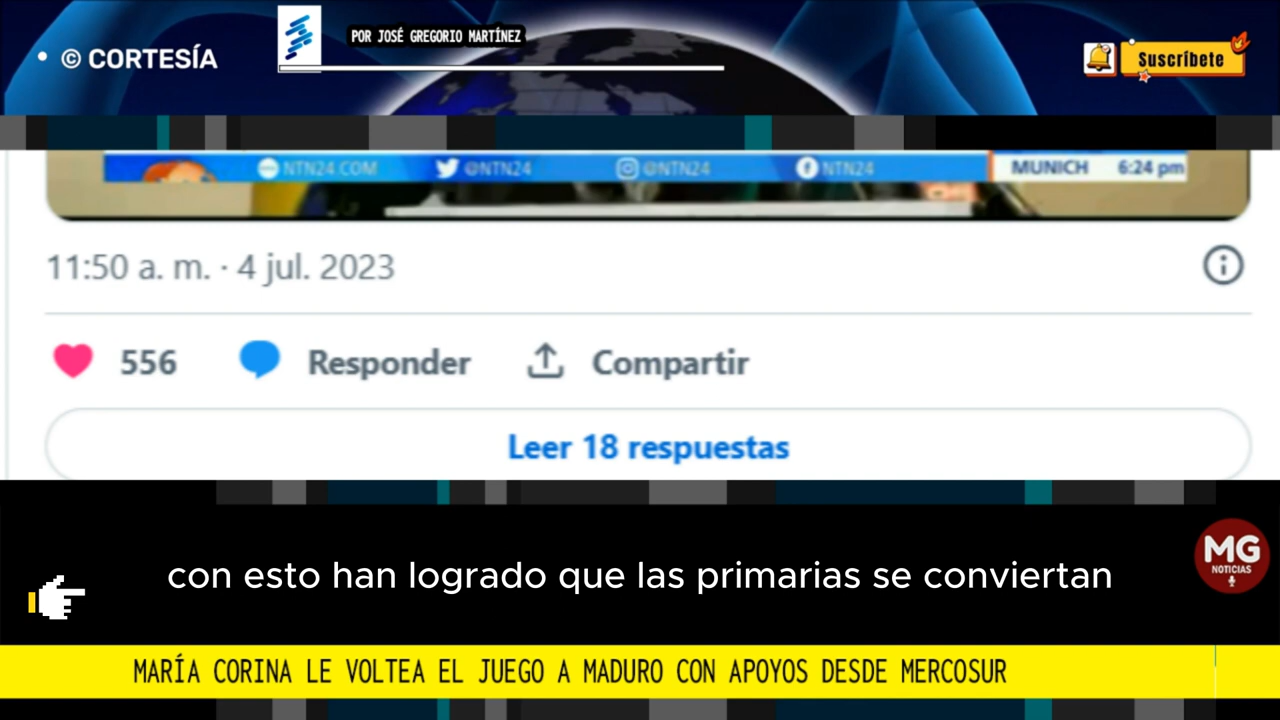 © CORTESÍA
POR JOSÉ GREGORIO MARTÍNEZ
Suscríbete
NTN24.COM @NTN24 @NTN24 NTN24 MUNICH 6:24 pm
11:50 a. m. · 4 jul. 2023
556 Responder Compartir
Leer 18 respuestas
con esto han logrado que las primarias se conviertan
MG
NOTICIAS
MARÍA CORINA LE VOLTEA EL JUEGO A MADURO CON APOYOS DESDE MERCOSUR